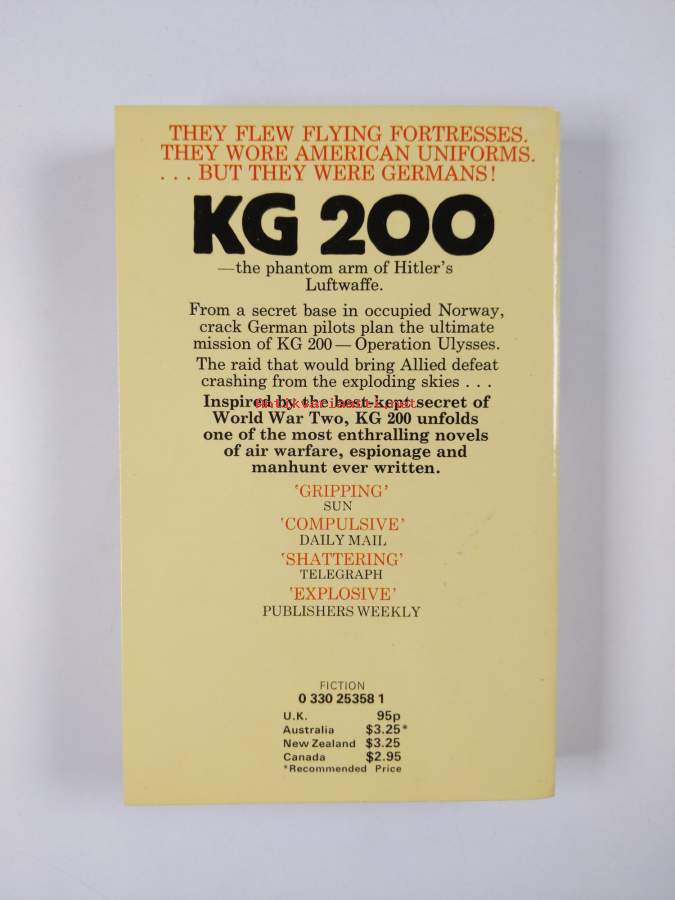 THEY FLEW FLYING FORTRESSES.
THEY WORE AMERICAN UNIFORMS.
. . . BUT THEY WERE GERMANS!
KG 200
—the phantom arm of Hitler's
Luftwaffe.
From a secret base in occupied Norway,
crack German pilots plan the ultimate
mission of KG 200—Operation Ulysses.
The raid that would bring Allied defeat
crashing from the exploding skies . . .
Inspired by the best-kept secret of
Antikvariaatti.net
World War Two, KG 200 unfolds
one of the most enthralling novels
of air warfare, espionage and
manhunt ever written.
'GRIPPING'
SUN
'COMPULSIVE'
DAILY MAIL
'SHATTERING'
TELEGRAPH
'EXPLOSIVE'
PUBLISHERS WEEKLY
FICTION
0 330 25358 1
U.K. 95p
Australia $3.25*
New Zealand $3.25
Canada $2.95
*Recommended Price